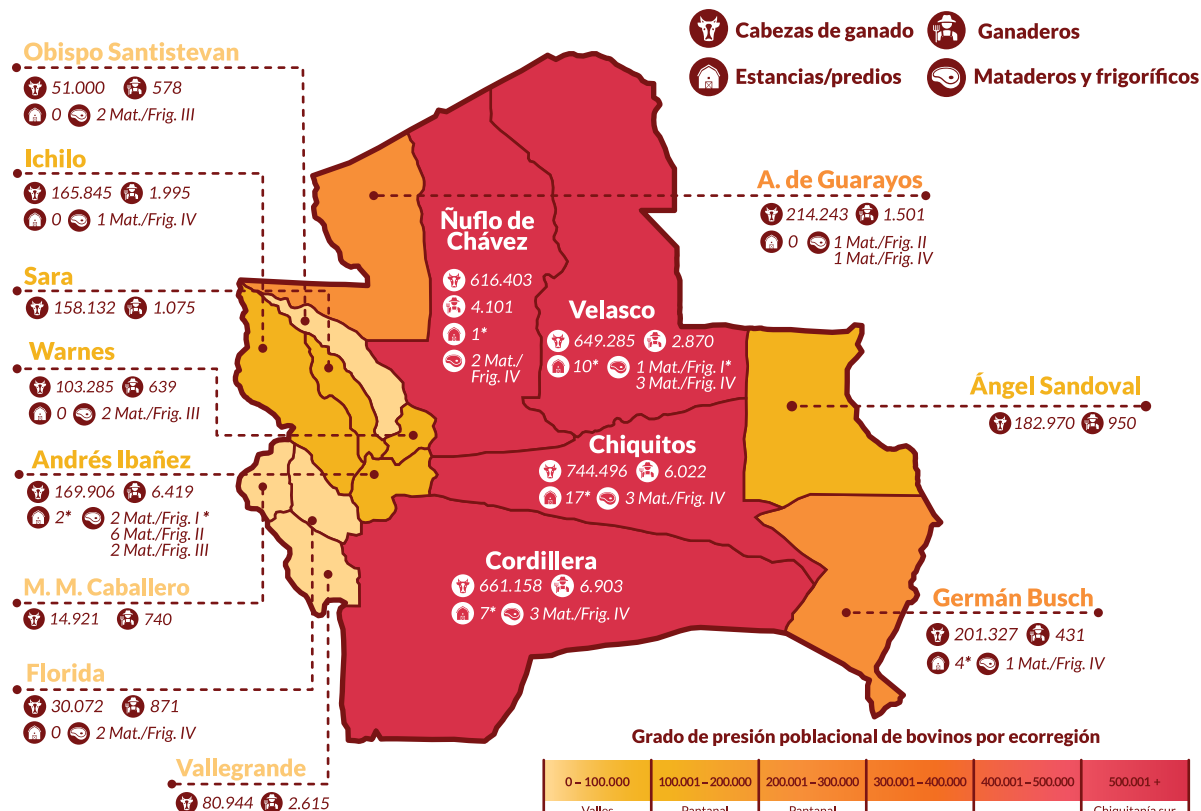 Cabezas de ganado
Ganaderos
Estancias/predios
Mataderos y frigoríficos
Obispo Santistevan
51.000 578
0 2 Mat./Frig. III
Ichilo
165.845 1.995
0 1 Mat./Frig. IV
Sara
158.132 1.075
Warnes
103.285 639
0 2 Mat./Frig. III
Andrés Ibañez
169.906 6.419
2* 2 Mat./Frig. I *
6 Mat./Frig. II
2 Mat./Frig. III
M. M. Caballero
14.921 740
Florida
30.072 871
0 2 Mat./Frig. IV
Vallegrande
80.944 2.615
Ñuflo de
Chávez
616.403
4.101
1*
2 Mat./
Frig. IV
Velasco
649.285 2.870
10* 1 Mat./Frig. I*
3 Mat./Frig. IV
Chiquitos
744.496 6.022
17* 3 Mat./Frig. IV
Cordillera
661.158 6.903
7* 3 Mat./Frig. IV
A. de Guarayos
214.243 1.501
0 1 Mat./Frig. II
1 Mat./Frig. IV
Ángel Sandoval
182.970 950
Germán Busch
201.327 431
4* 1 Mat./Frig. IV
Grado de presión poblacional de bovinos por ecorregión
0 – 100.000 100.001 – 200.000 200.001 – 300.000 300.001 – 400.000 400.001 – 500.000 500.001 +
Valles Pantanal Pantanal Chiquitanía sur